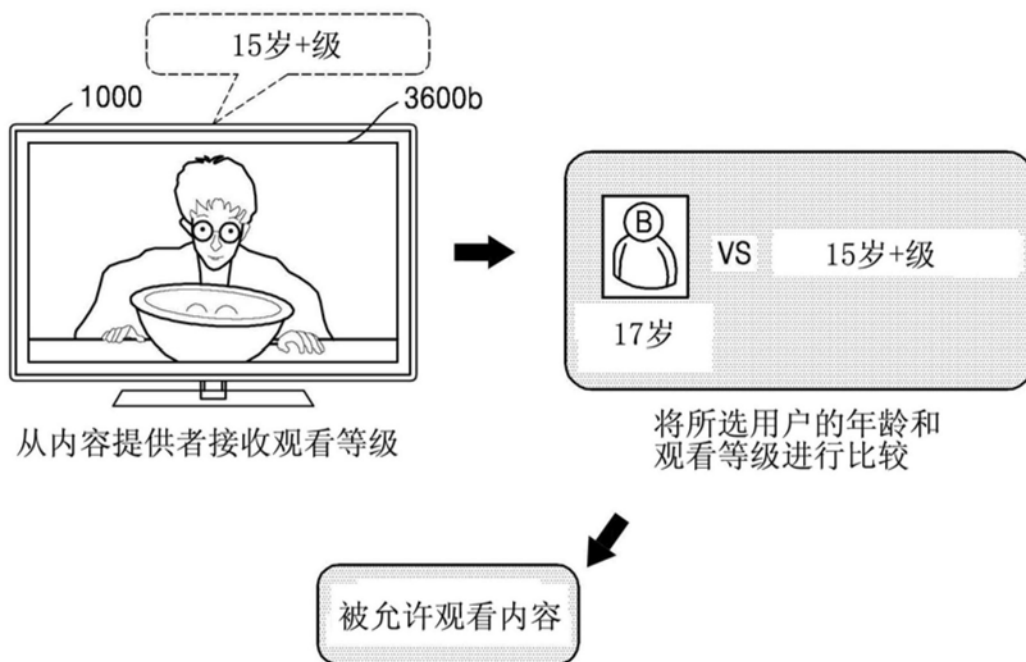 15岁+级
1000
3600b
B
VS
15岁+级
17岁
从内容提供者接收观看等级
将所选用户的年龄和
观看等级进行比较
被允许观看内容